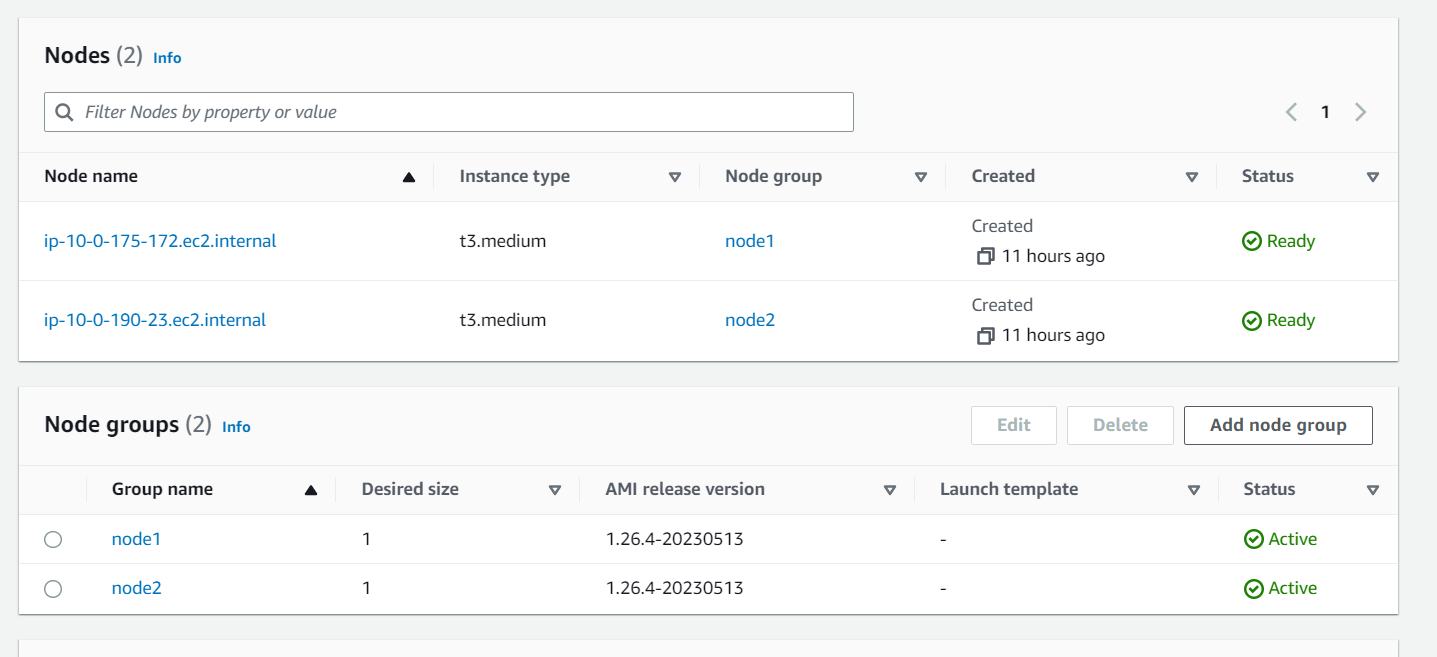 Nodes (2) Info
Filter Nodes by property or value
1
Node name Instance type Node group Created Status
ip-10-0-175-172.ec2.internal t3.medium node1 Created 11 hours ago Ready
ip-10-0-190-23.ec2.internal t3.medium node2 Created 11 hours ago Ready
Node groups (2) Info Edit Delete Add node group
Group name Desired size AMI release version Launch template Status
node1 1 1.26.4-20230513 - Active
node2 1 1.26.4-20230513 - Active